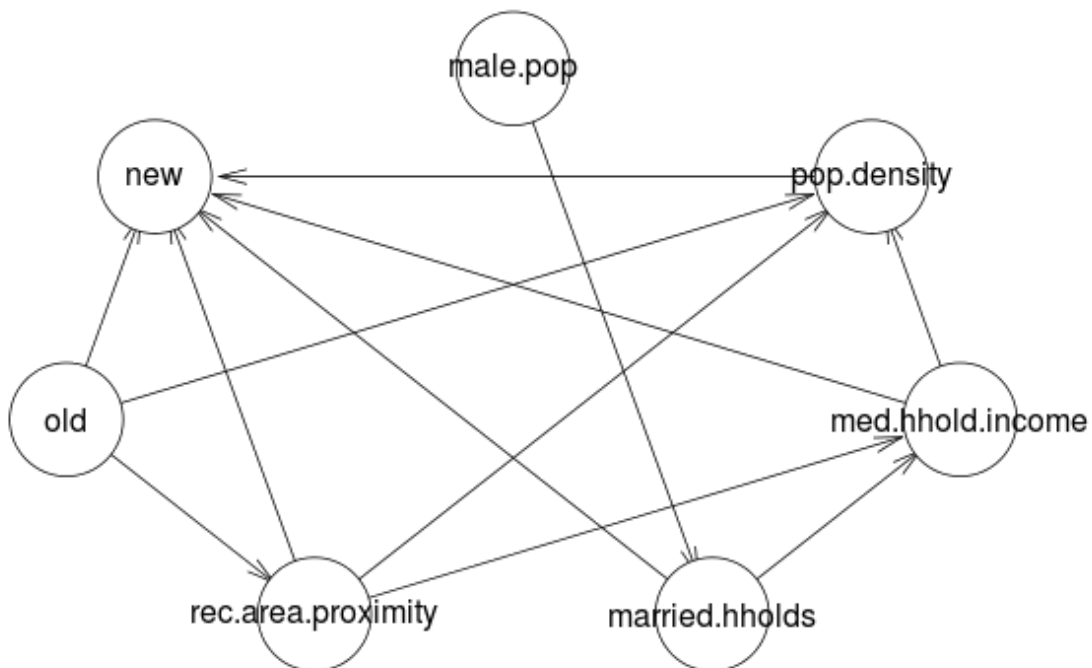 male.pop
new
pop.density
old
med.hhold.income
rec.area.proximity
married.hholds